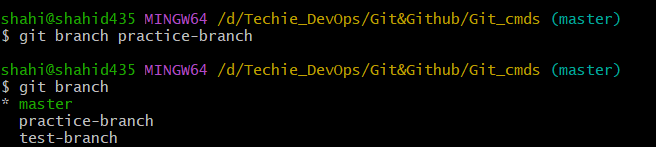 shahi@shahid435 MINGW64 /d/Techie_DevOps/Git&Github/Git_cmds (master)
$ git branch practice-branch
shahi@shahid435 MINGW64 /d/Techie_DevOps/Git&Github/Git_cmds (master)
$ git branch
* master
practice-branch
test-branch